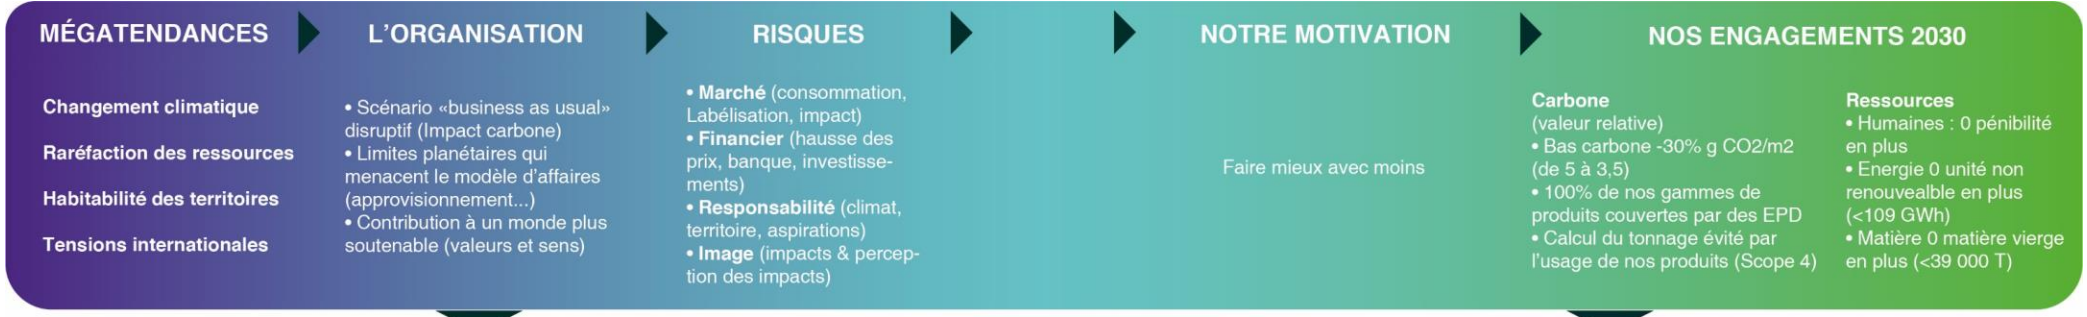 MÉGATENDANCES
Changement climatique
Raréfaction des ressources
Habitabilité des territoires
Tensions internationales
L'ORGANISATION
• Scénario «business as usual»
disruptif (Impact carbone)
• Limites planétaires qui
menacent le modèle d'affaires
(approvisionnement...)
• Contribution à un monde plus
soutenable (valeurs et sens)
RISQUES
• Marché (consommation,
Labélisation, impact)
• Financier (hausse des
prix, banque, investisse-
ments)
• Responsabilité (climat,
territoire, aspirations)
• Image (impacts & percep-
tion des impacts)
NOTRE MOTIVATION
Faire mieux avec moins
NOS ENGAGEMENTS 2030
Carbone
(valeur relative)
• Bas carbone -30% g CO2/m2
(de 5 à 3,5)
• 100% de nos gammes de
produits couvertes par des EPD
• Calcul du tonnage évité par
l'usage de nos produits (Scope 4)
Ressources
• Humaines : 0 pénibilité
en plus
• Energie 0 unité non
renouvealble en plus
(<109 GWh)
• Matière 0 matière vierge
en plus (<39 000 T)